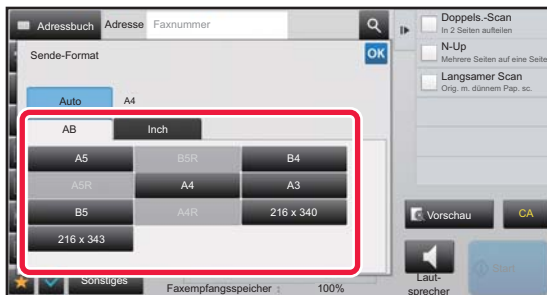 Adressbuch Adresse Faxnummer
Sende-Format OK
Auto A4
AB Inch
A5 B5R B4
A5R A4 A3
B5 A4R 216 x 340
216 x 343
Sonstiges
Faxempfangsspeicher : 100%
Doppels.-Scan
In 2 Seiten aufteilen
N-Up
Mehrere Seiten auf eine Seite
Langsamer Scan
Orig. m. dünnem Pap. sc.
Vorschau CA
Laut-
sprecher
Start